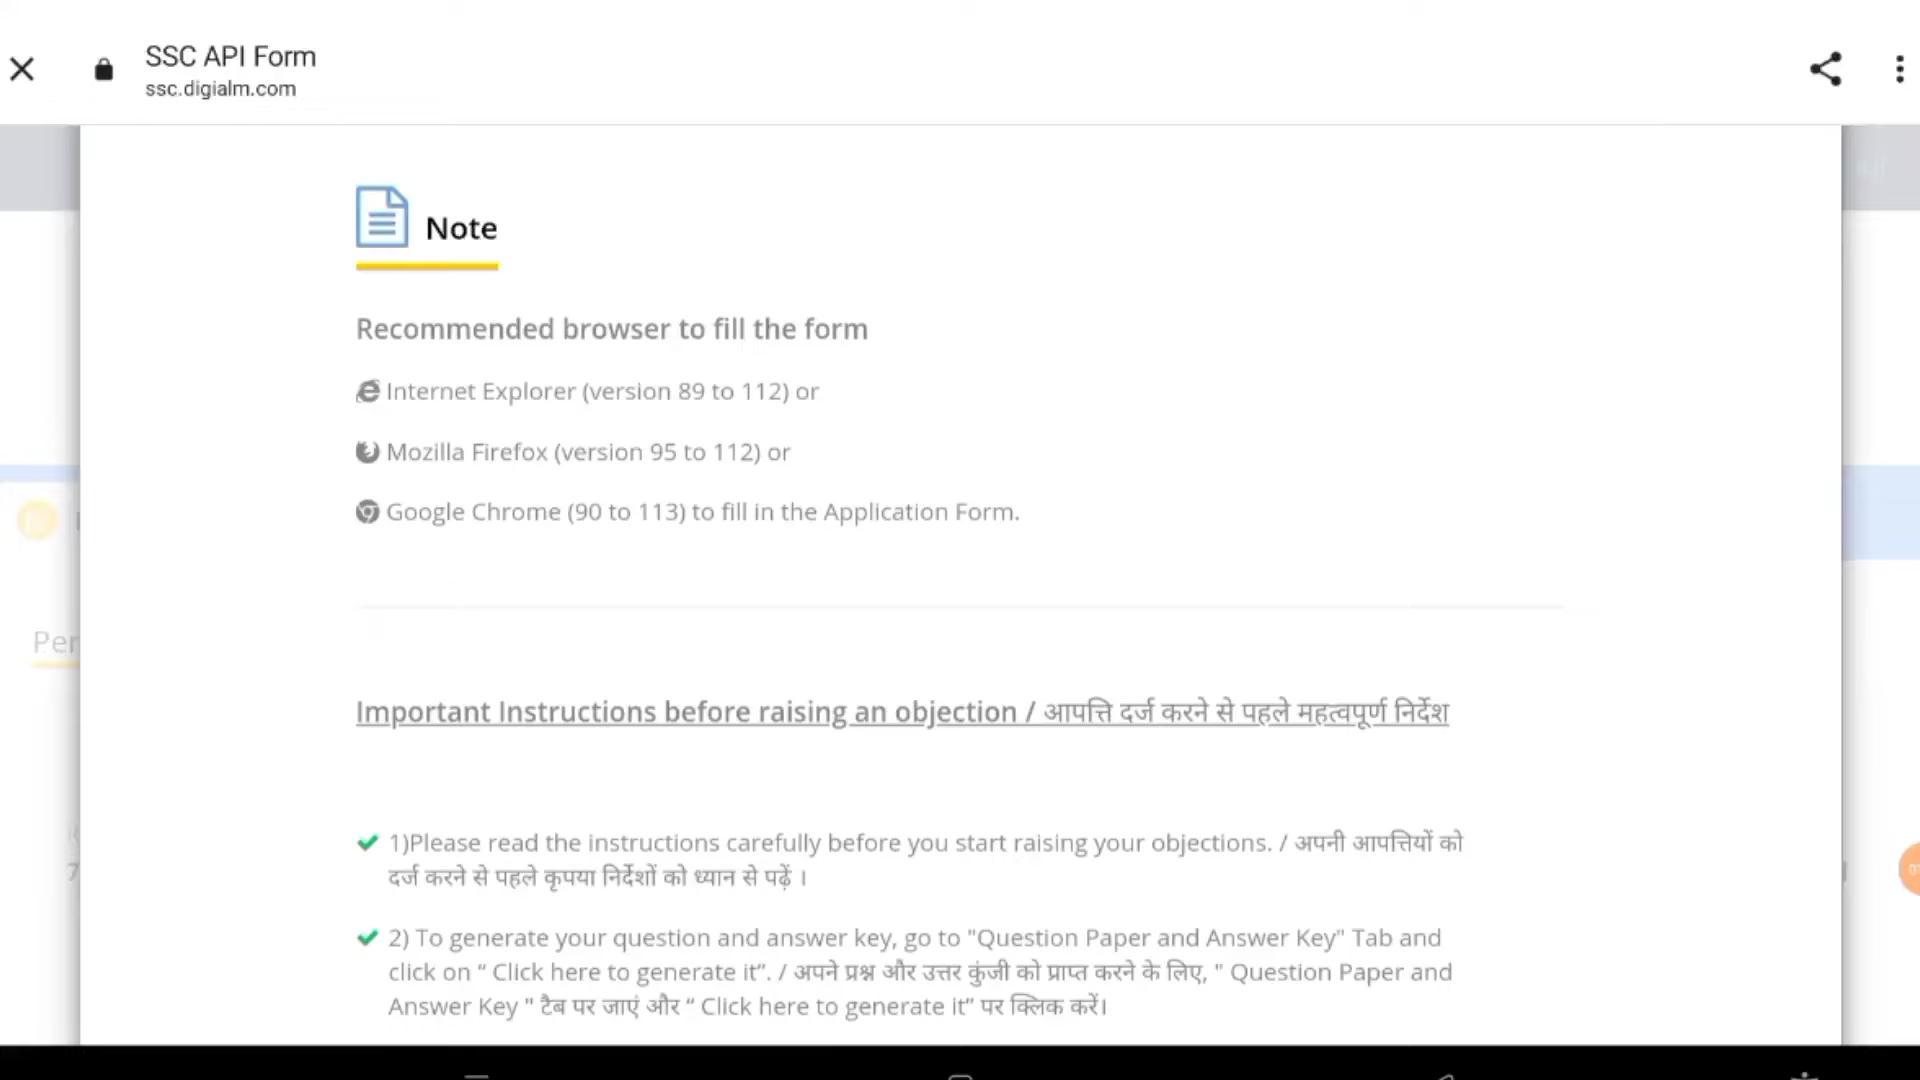 SSC API Form
ssc.digialm.com
Note
Recommended browser to fill the form
Internet Explorer (version 89 to 112) or
Mozilla Firefox (version 95 to 112) or
Google Chrome (90 to 113) to fill in the Application Form.
Per
Important Instructions before raising an objection / आपत्ति दर्ज करने से पहले महत्वपूर्ण निर्देश
1)Please read the instructions carefully before you start raising your objections. / अपनी आपत्तियों को
दर्ज करने से पहले कृपया निर्देशों को ध्यान से पढ़ें ।
7
2) To generate your question and answer key, go to "Question Paper and Answer Key" Tab and
click on “ Click here to generate it”. / अपने प्रश्न और उत्तर कुंजी को प्राप्त करने के लिए, " Question Paper and
Answer Key " टैब पर जाएं और “ Click here to generate it” पर क्लिक करें।